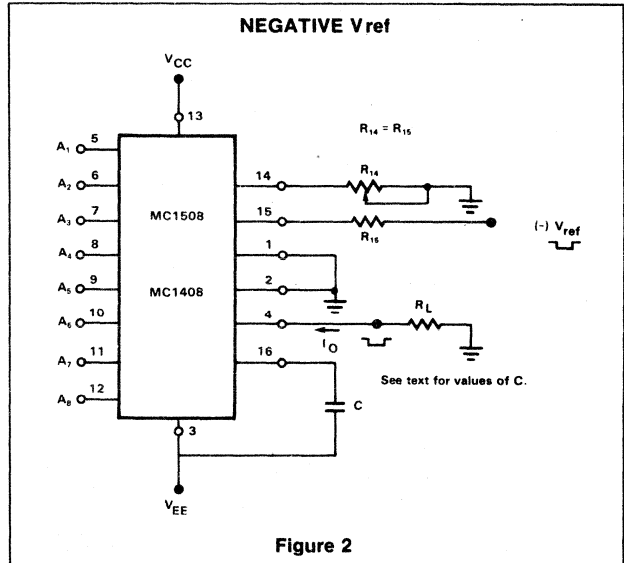 NEGATIVE Vref
VCC
13
R14 = R15
A1 5
A2 6
A3 7
A4 8
A5 9
A6 10
A7 11
A8 12
MC1508
MC1408
14
R14
15
R15
(-) Vref
1
2
4
IO
RL
16
See text for values of C.
C
3
VEE
Figure 2